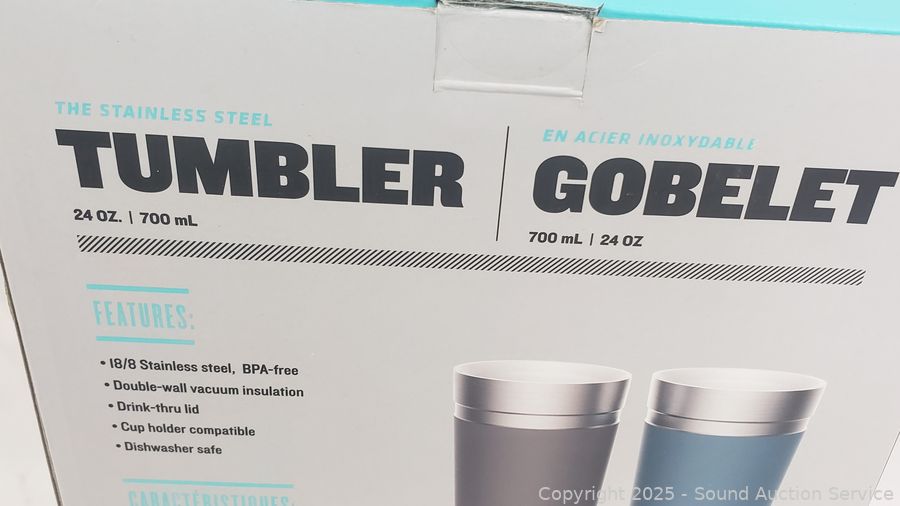 THE STAINLESS STEEL
TUMBLER
24 OZ. | 700 mL
EN ACIER INOXYDABLE
GOBELET
700 mL | 24 OZ
FEATURES:
• 18/8 Stainless steel, BPA-free
• Double-wall vacuum insulation
• Drink-thru lid
• Cup holder compatible
• Dishwasher safe
CARACTÉRISTIQUES:
Copyright 2025 - Sound Auction Service